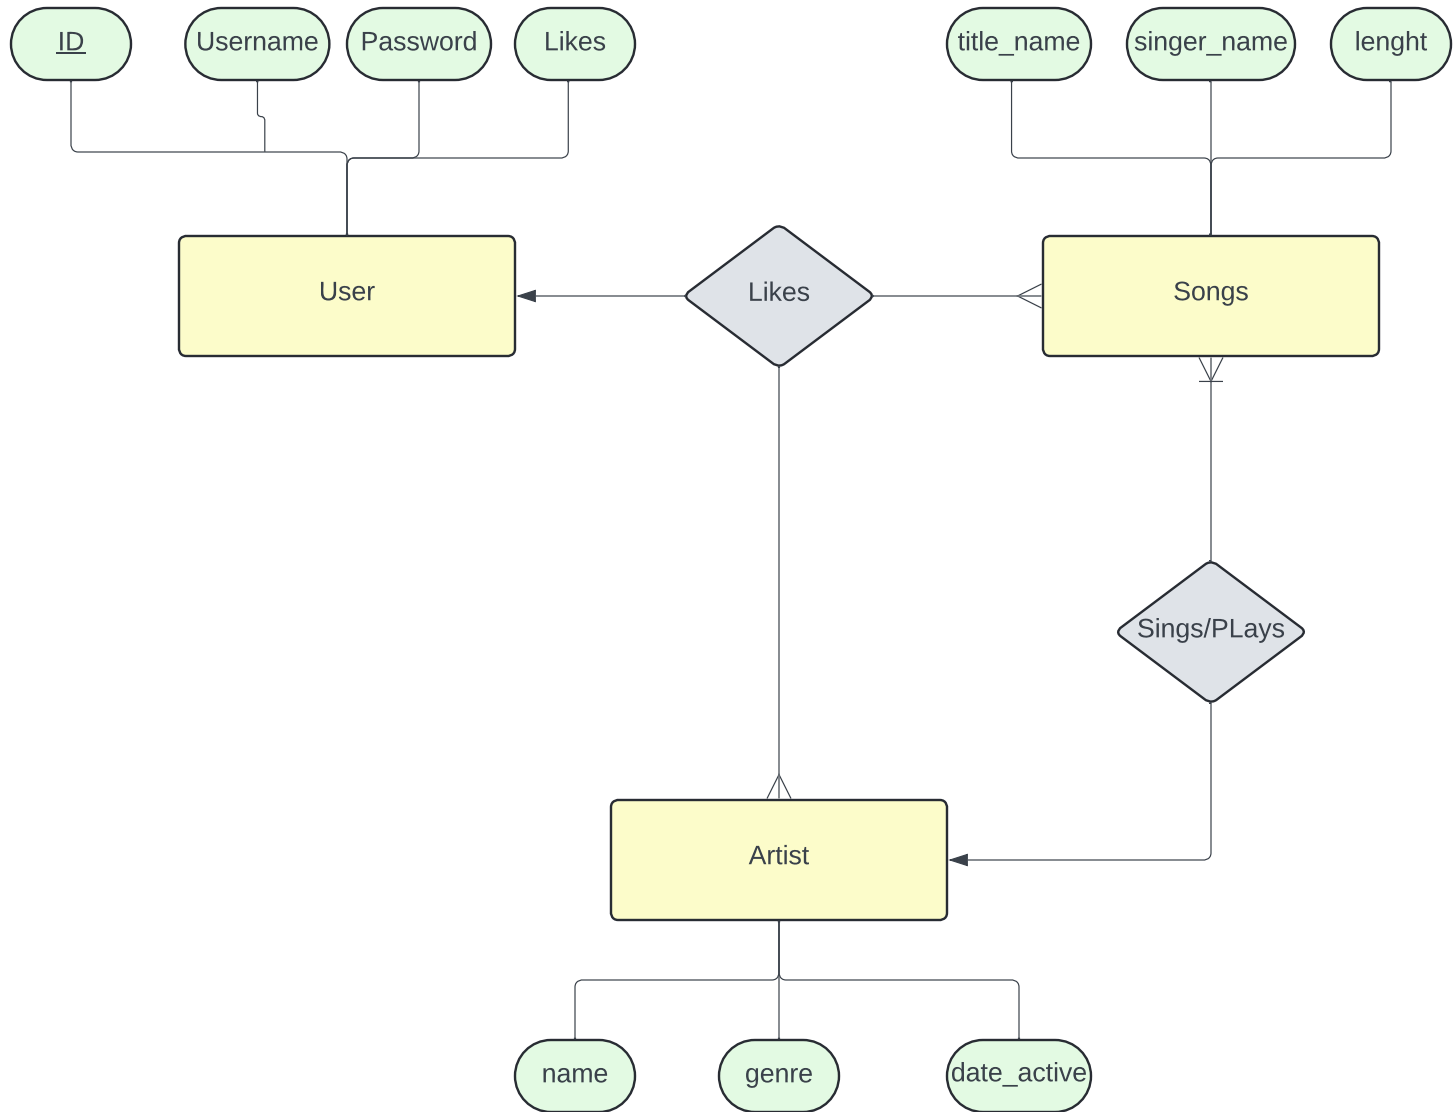 ID
Username
Password
Likes
title_name
singer_name
lenght
User
Likes
Songs
Sings/PLays
Artist
name
genre
date_active